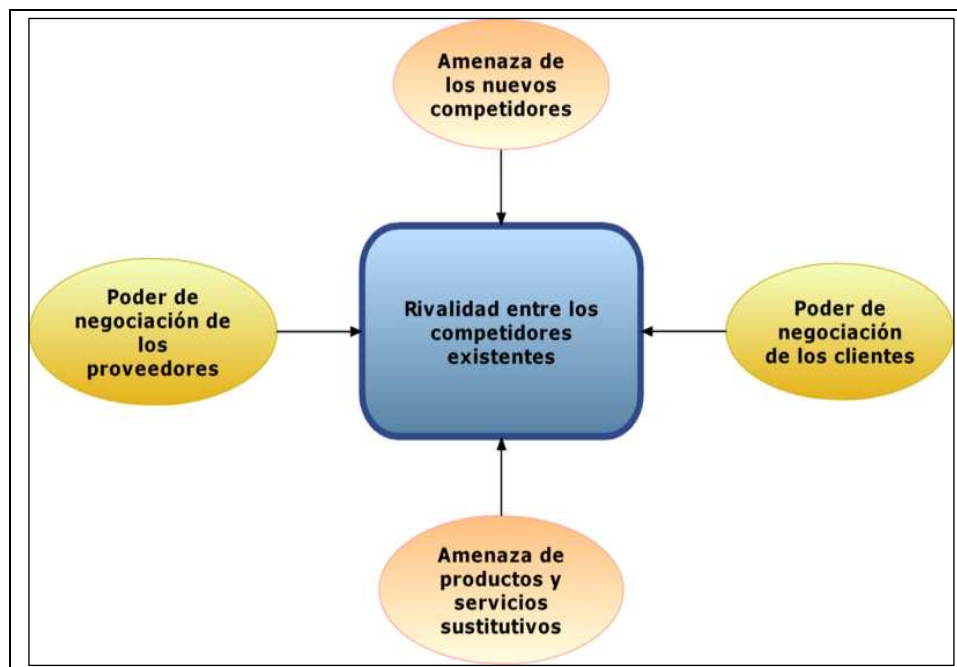 Amenaza de
los nuevos
competidores
Poder de
negociación de
los
proveedores
Rivalidad entre los
competidores
existentes
Poder de
negociación
de los clientes
Amenaza de
productos y
servicios
sustitutivos